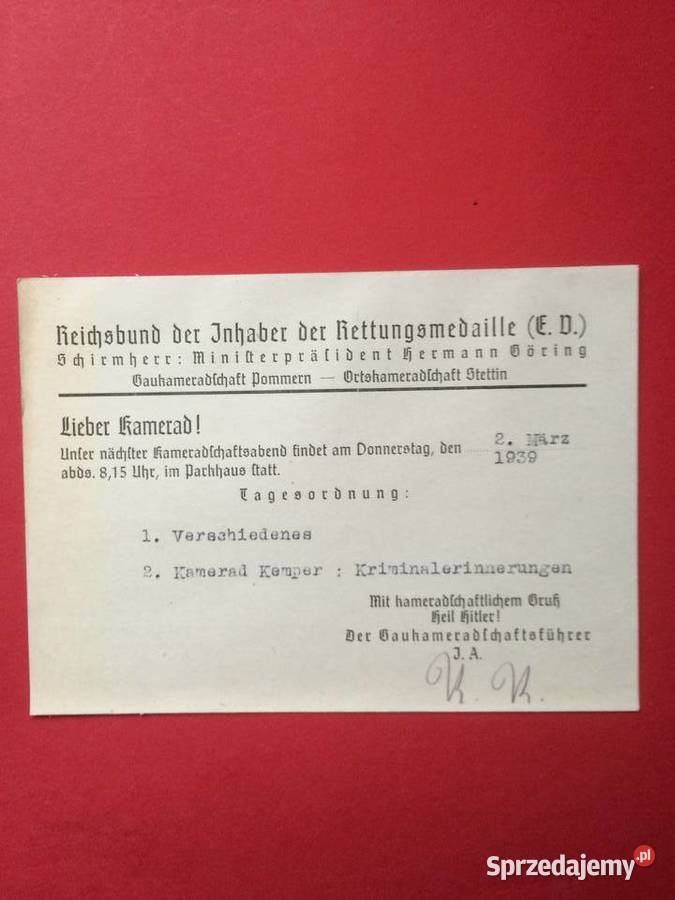 Reichsbund der Inhaber der Rettungsmedaille (E. V.)
Schirmherr: Ministerpräsident Hermann Göring
Gaukameradschaft Pommern — Ortskameradschaft Stettin
Lieber Kamerad!
Unser nächster Kameradschaftsabend findet am Donnerstag, den 2. März 1939
abds. 8,15 Uhr, im Parkhaus statt.
Tagesordnung:
1. Verschiedenes
2. Kamerad Kemper : Kriminalerinnerungen
Mit kameradschaftlichem Gruß
Heil Hitler!
Der Gaukameradschaftsführer
J. A.
K. K.
Sprzedajemy.pl